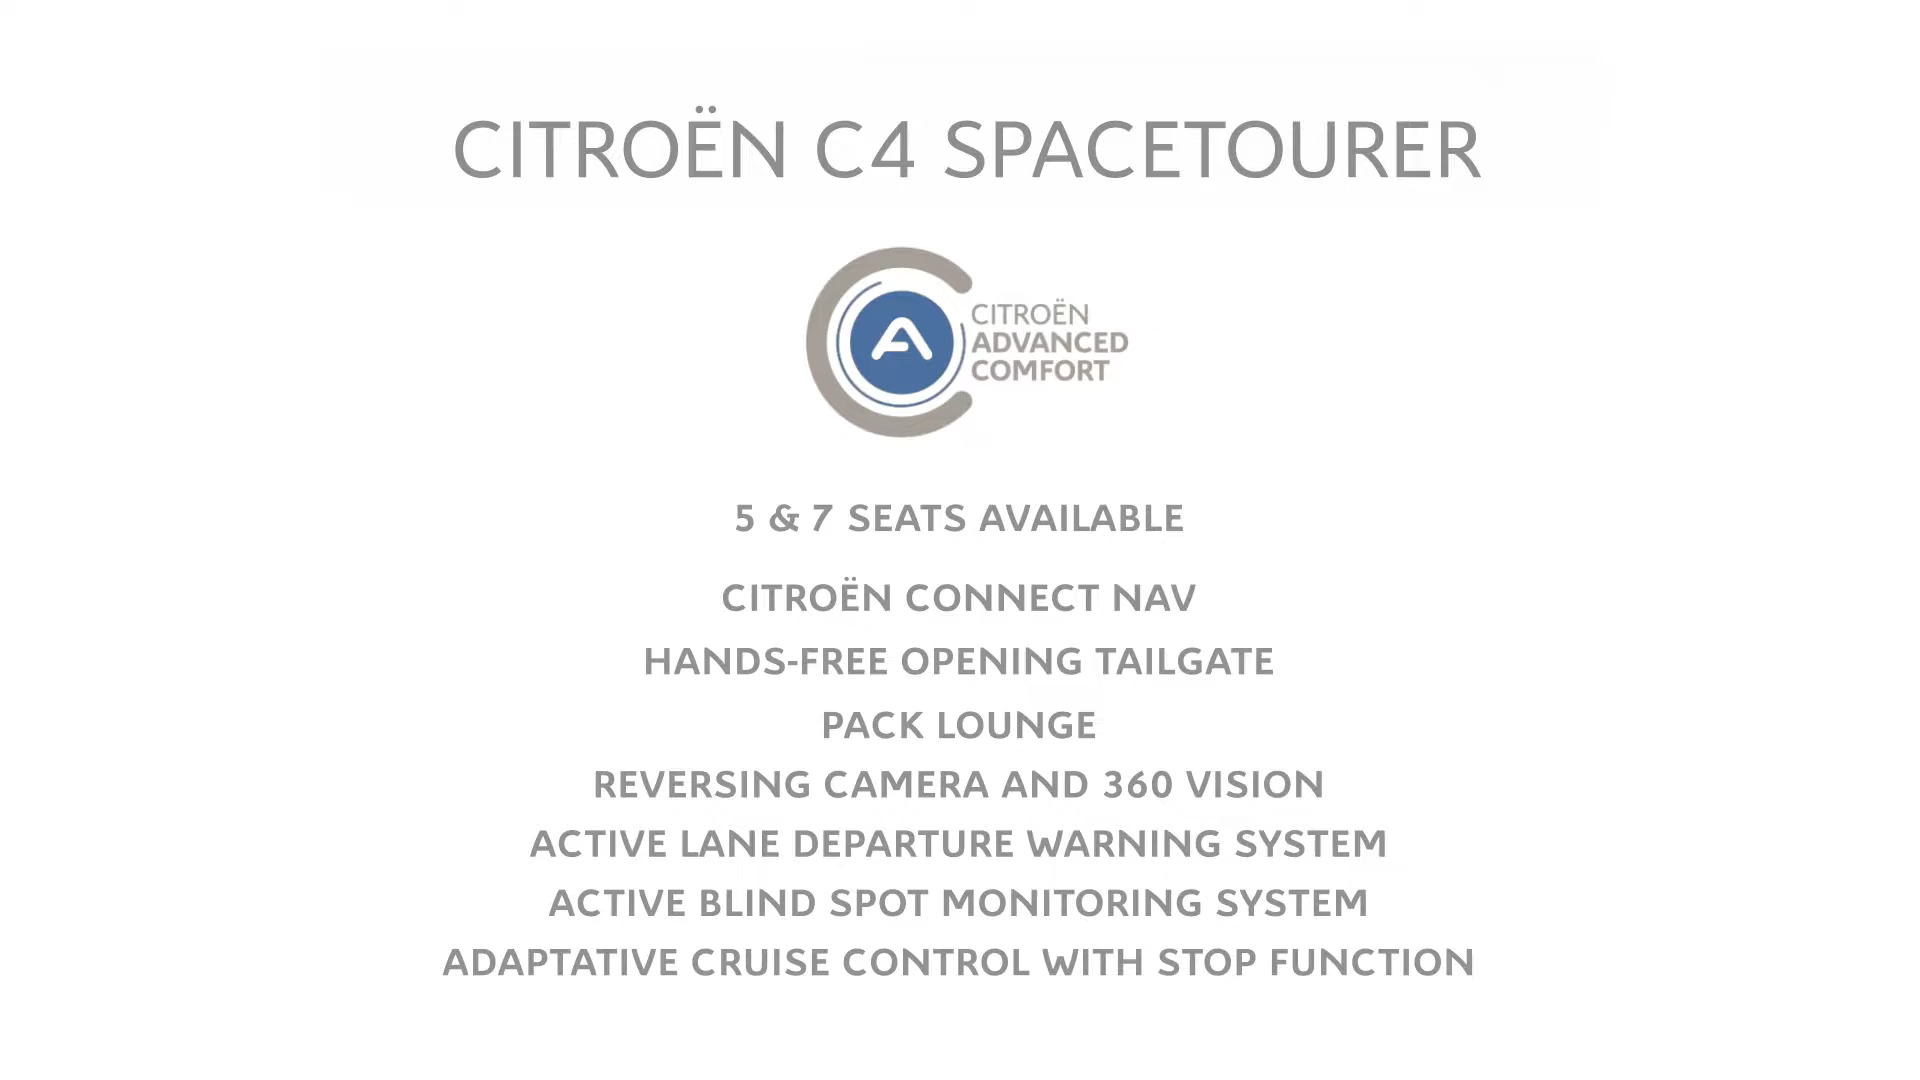 CITROËN C4 SPACETOURER
A
CITROËN
ADVANCED
COMFORT
5 & 7 SEATS AVAILABLE
CITROËN CONNECT NAV
HANDS-FREE OPENING TAILGATE
PACK LOUNGE
REVERSING CAMERA AND 360 VISION
ACTIVE LANE DEPARTURE WARNING SYSTEM
ACTIVE BLIND SPOT MONITORING SYSTEM
ADAPTATIVE CRUISE CONTROL WITH STOP FUNCTION